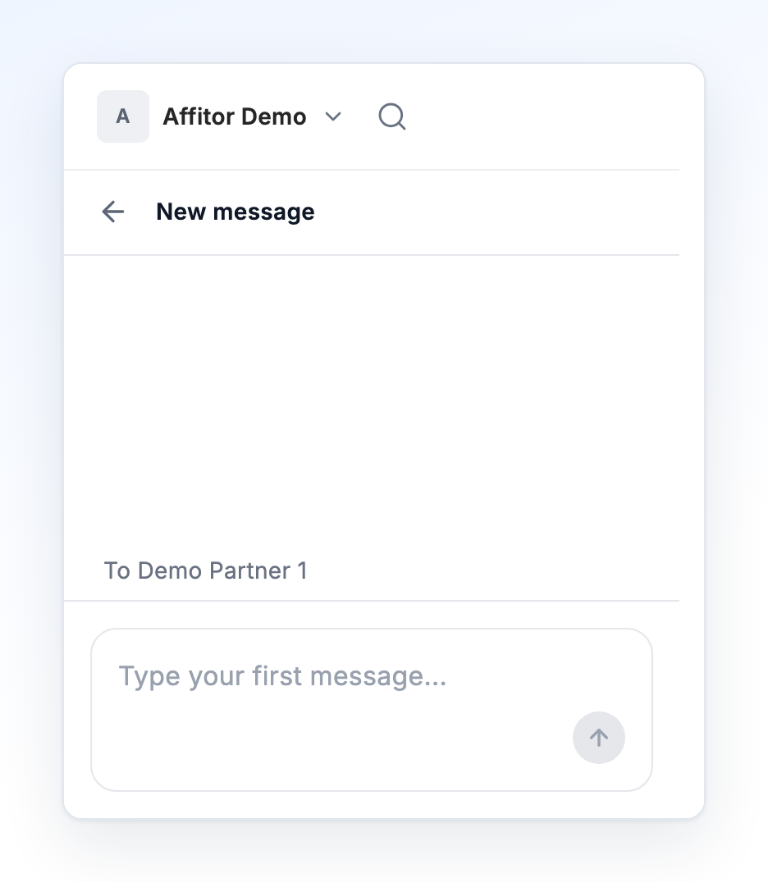 A Affitor Demo
New message
To Demo Partner 1
Type your first message...